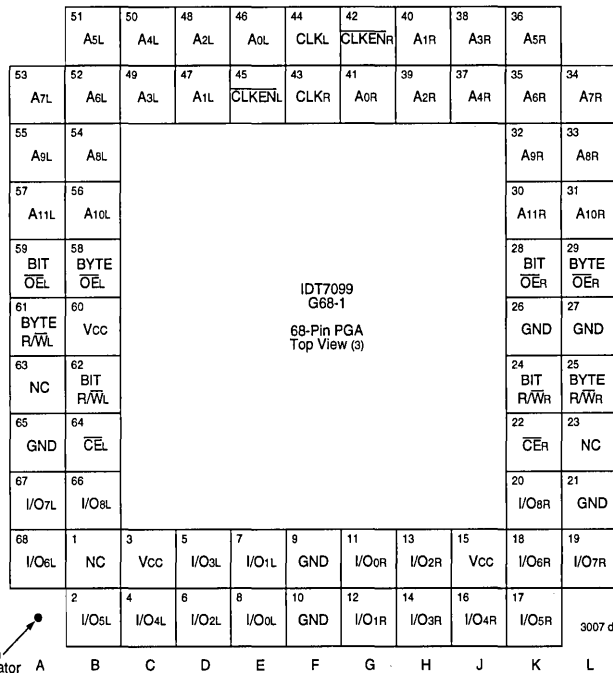 51 50 48 46 44 42 40 38 36
A5L A4L A2L A0L CLKL CLKENR A1R A3R A5R
53 52 49 47 45 43 41 39 37 35 34
A7L A6L A3L A1L CLKENL CLKR A0R A2R A4R A6R A7R
55 54 32 33
A9L A8L A9R A8R
57 56 30 31
A11L A10L A11R A10R
59 58 28 29
BIT BYTE BIT BYTE
OEL OEL OER OER
IDT7099
G68-1
68-Pin PGA
Top View (3)
61 60 26 27
BYTE VCC GND GND
R/WL
63 62 24 25
NC BIT BIT BYTE
R/WL R/WR R/WR
65 64 22 23
GND CEL CER NC
67 66 20 21
I/O7L I/O8L I/O8R GND
68 1 3 5 7 9 11 13 15 18 19
I/O6L NC VCC I/O3L I/O1L GND I/O0R I/O2R VCC I/O6R I/O7R
2 4 6 8 10 12 14 16 17
I/O5L I/O4L I/O2L I/O0L GND I/O1R I/O3R I/O4R I/O5R
3007 d
ator A B C D E F G H J K L